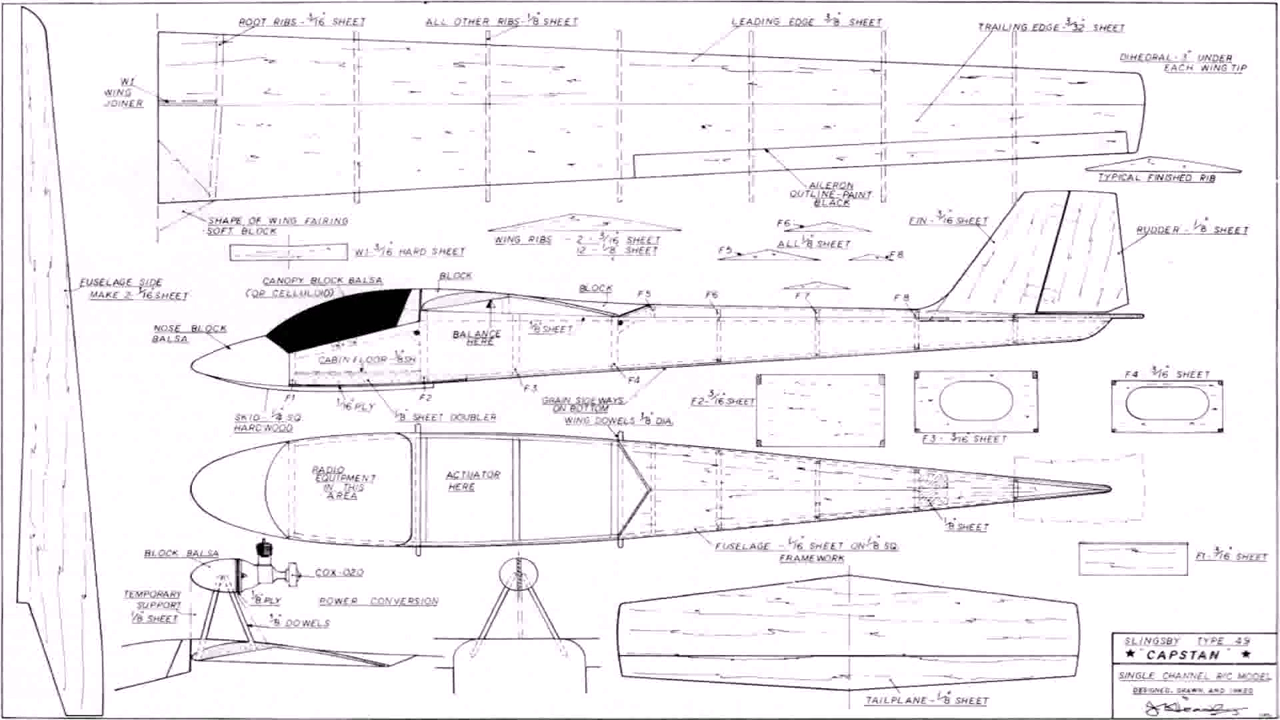 ROOT RIBS - 3/16" SHEET
ALL OTHER RIBS - 1/8" SHEET
LEADING EDGE 3/8" SHEET
TRAILING EDGE - 3/32" SHEET
DIHEDRAL - 3" UNDER
EACH WING TIP
W1
WING
JOINER
AILERON
OUTLINE - PAINT
BLACK
TYPICAL FINISHED RIB
SHAPE OF WING FAIRING
SOFT BLOCK
W1 - 3/16" HARD SHEET
WING RIBS - 2 - 3/16" SHEET
12 - 1/8" SHEET
F6
ALL 1/8" SHEET
F5
F8
FIN - 3/16" SHEET
RUDDER - 1/8" SHEET
FUSELAGE SIDE
MAKE 2 1/16" SHEET
CANOPY BLOCK BALSA
(OR CELLULOID)
BLOCK
BLOCK
F5
F6
F7
F8
NOSE BLOCK
BALSA
BALANCE
HERE
1/8" SHEET
CABIN FLOOR - 1/8" SH
F1
1/16" PLY
F2
F3
F4
SKID - 1/4" SQ.
HARDWOOD
1/8" SHEET DOUBLER
GRAIN SIDEWAYS
ON BOTTOM
WING DOWELS 1/8" DIA.
F2 - 3/16" SHEET
F3 - 3/16" SHEET
F4 3/16" SHEET
RADIO
EQUIPMENT
IN THIS
AREA
ACTUATOR
HERE
1/8" SHEET
FUSELAGE - 1/16" SHEET ON 1/8" SQ.
FRAMEWORK
F1 - 3/16" SHEET
BLOCK BALSA
COX - 020
TEMPORARY
SUPPORT
1/8" SHEET
1/8" PLY
1/8" DOWELS
POWER CONVERSION
TAILPLANE - 1/8" SHEET
SLINGSBY TYPE 49
★ "CAPSTAN" ★
SINGLE CHANNEL R/C MODEL
DESIGNED, DRAWN, AND INKED